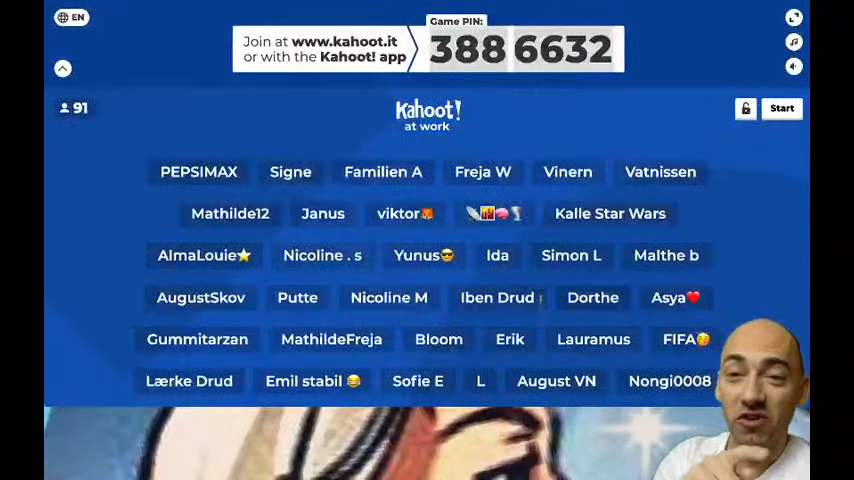 EN
Game PIN:
Join at www.kahoot.it
or with the Kahoot! app
388 6632
91
Kahoot!
at work
Start
PEPSIMAX Signe Familien A Freja W Vinern Vatnissen
Mathilde12 Janus viktor🦊 Kalle Star Wars
AlmaLouie⭐ Nicoline . s Yunus😎 Ida Simon L Malthe b
AugustSkov Putte Nicoline M Iben Drud Dorthe Asya❤️
Gummitarzan MathildeFreja Bloom Erik Lauramus FIFA🥳
Lærke Drud Emil stabil 😂 Sofie E L August VN Nongi0008